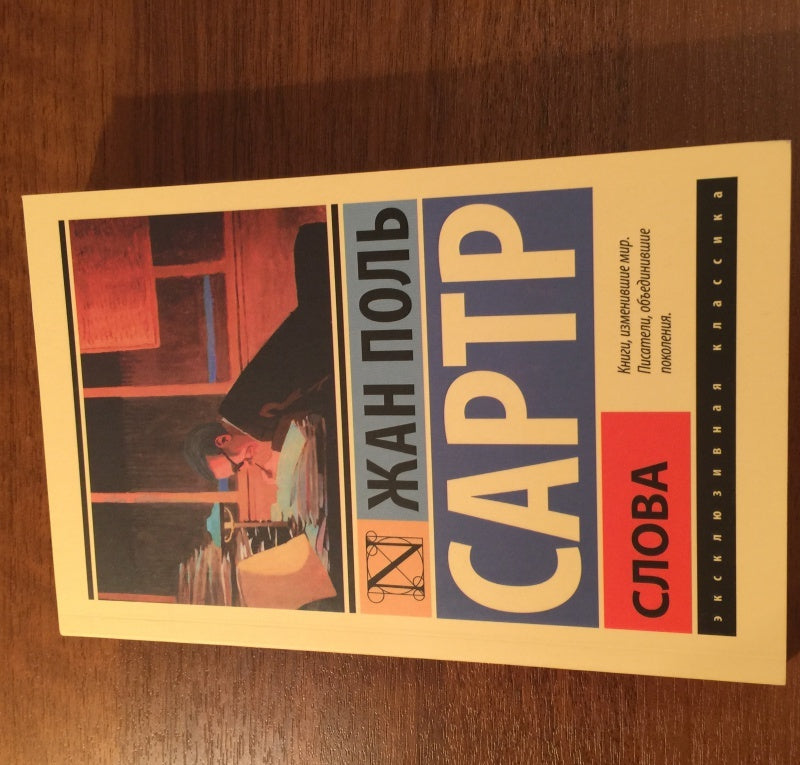 ЖАН ПОЛЬ
САРТР
СЛОВА
Книги, изменившие мир.
Писатели, объединившие
поколения.
эксклюзивная классика